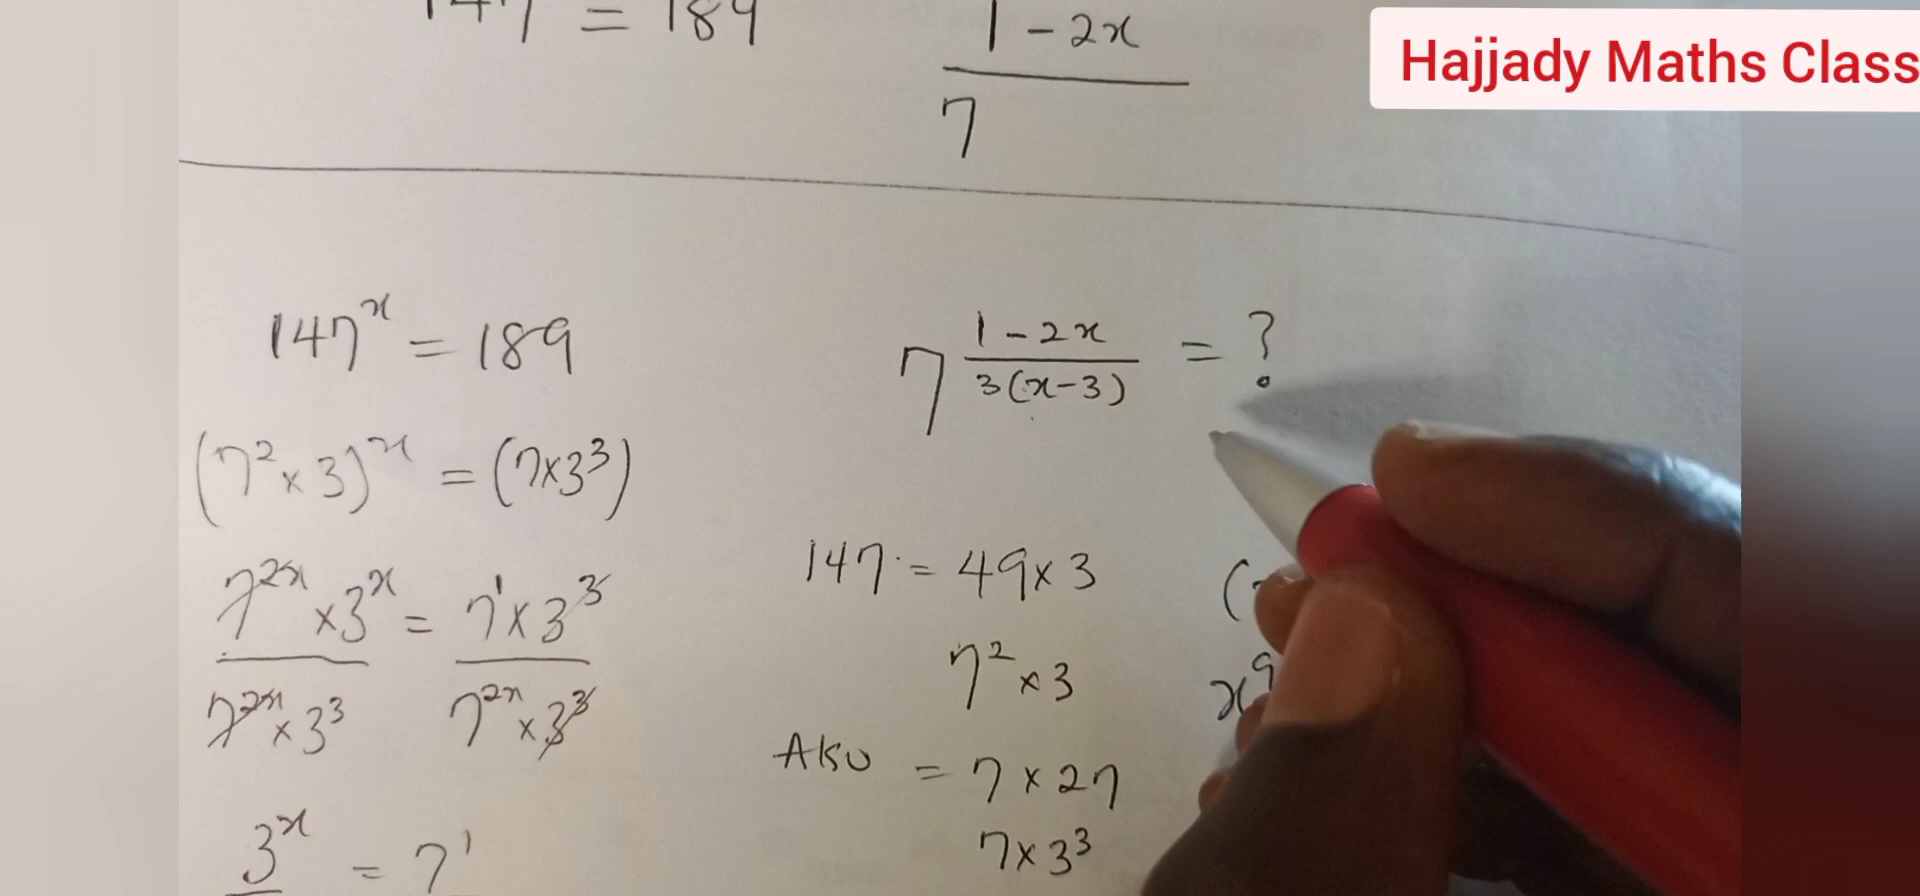 147 = 189
1 - 2x
7
Hajjady Maths Class
147^x = 189
7^(1-2x)/(3(x-3)) = ?
(7^2 × 3)^x = (7×3^3)
7^2x × 3^x = 7^1 × 3^3
7^2x × 3^3 7^2x × 3^3
147 = 49 × 3
7^2 × 3
x^9
Also = 7 × 27
7 × 3^3
3^x = 7^1